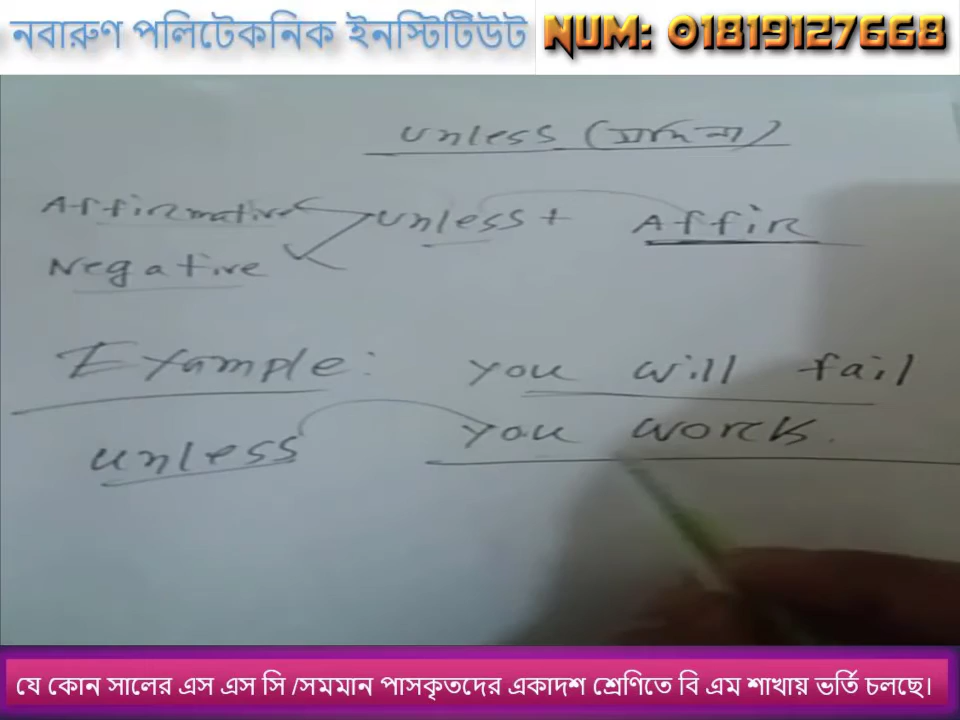 নবারুণ পলিটেকনিক ইনস্টিটিউট NUM: 01819127668
unless (যদি না)
Affirmative unless + Affir
Negative
Example: you will fail
unless you work.
যে কোন সালের এস এস সি /সমমান পাসকৃতদের একাদশ শ্রেণিতে বি এম শাখায় ভর্তি চলছে।